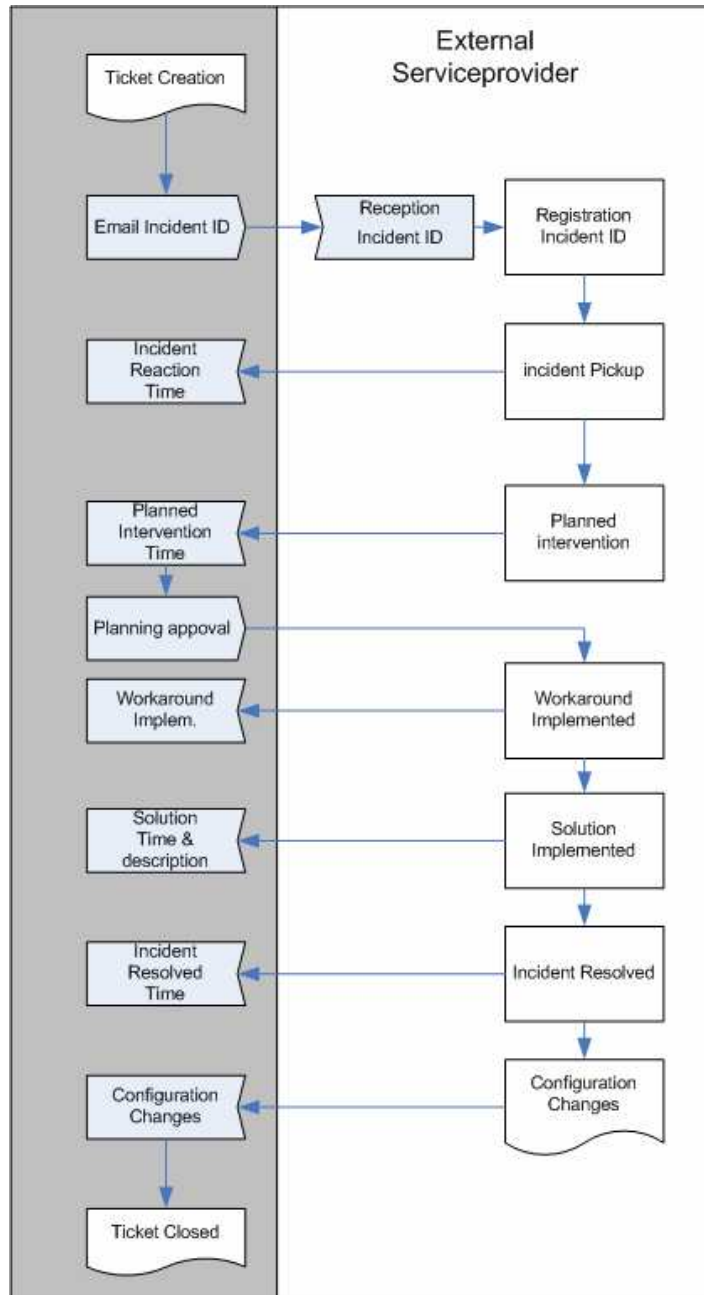 External
Serviceprovider
Ticket Creation
Email Incident ID
Reception
Incident ID
Registration
Incident ID
Incident
Reaction
Time
incident Pickup
Planned
Intervention
Time
Planned
intervention
Planning appoval
Workaround
Implem.
Workaround
Implemented
Solution
Time &
description
Solution
Implemented
Incident
Resolved
Time
Incident Resolved
Configuration
Changes
Configuration
Changes
Ticket Closed